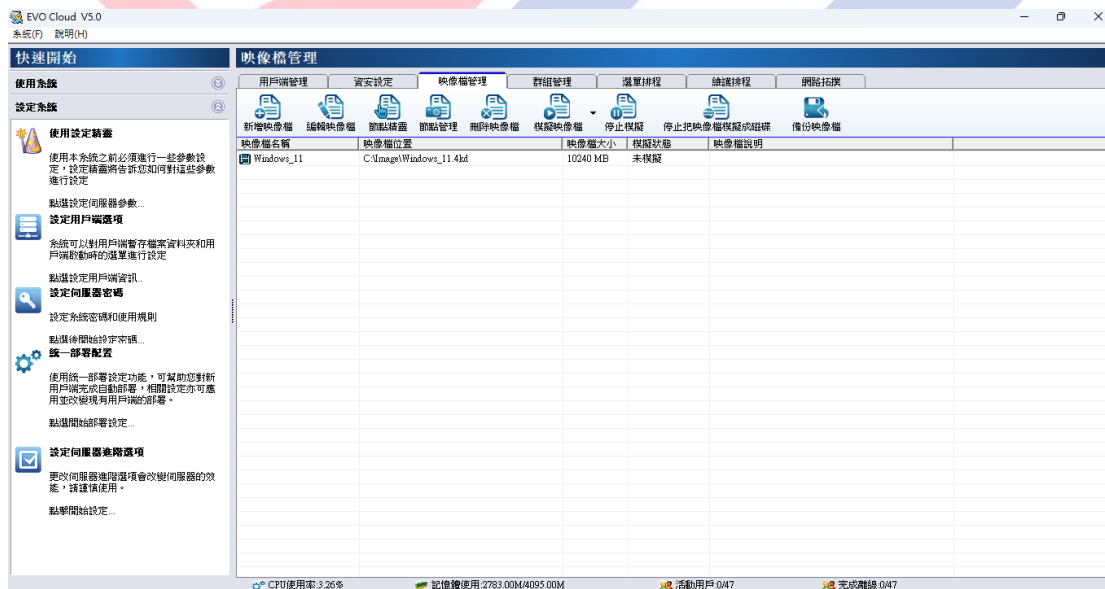 EVO Cloud V5.0
系統(F) 說明(H)
快速開始
使用系統
設定系統
使用設定精靈
使用本系統之前必須進行一些參數設
定，設定精靈將告訴您如何對這些參數
進行設定
點選設定伺服器參數...
設定用戶端選項
系統可以對用戶端暫存檔案資料夾和用
戶端啟動時的選單進行設定
點選設定用戶端資訊...
設定伺服器密碼
設定系統密碼和使用規則
點選後開始設定密碼...
統一部署配置
使用統一部署設定功能，可幫助您對新
用戶端完成自動部署，相關設定亦可應
用並改變現有用戶端的部署。
點選開始部署設定...
設定伺服器進階選項
更改伺服器進階選項會改變伺服器的效
能，請謹慎使用。
點擊開始設定...
映像檔管理
用戶端管理 資安設定 映像檔管理 群組管理 選單排程 維護排程 網路拓撲
新增映像檔 編輯映像檔 節點精靈 節點管理 刪除映像檔 模擬映像檔 停止模擬 停止把映像檔模擬成磁碟 備份映像檔
映像檔名稱 映像檔位置 映像檔大小 模擬狀態 映像檔說明
Windows_11 C:\Image\Windows_11.4kd 10240 MB 未模擬
CPU使用率:3.26% 記憶體使用:2783.00M/4095.00M 活動用戶:0/47 完成離線:0/47